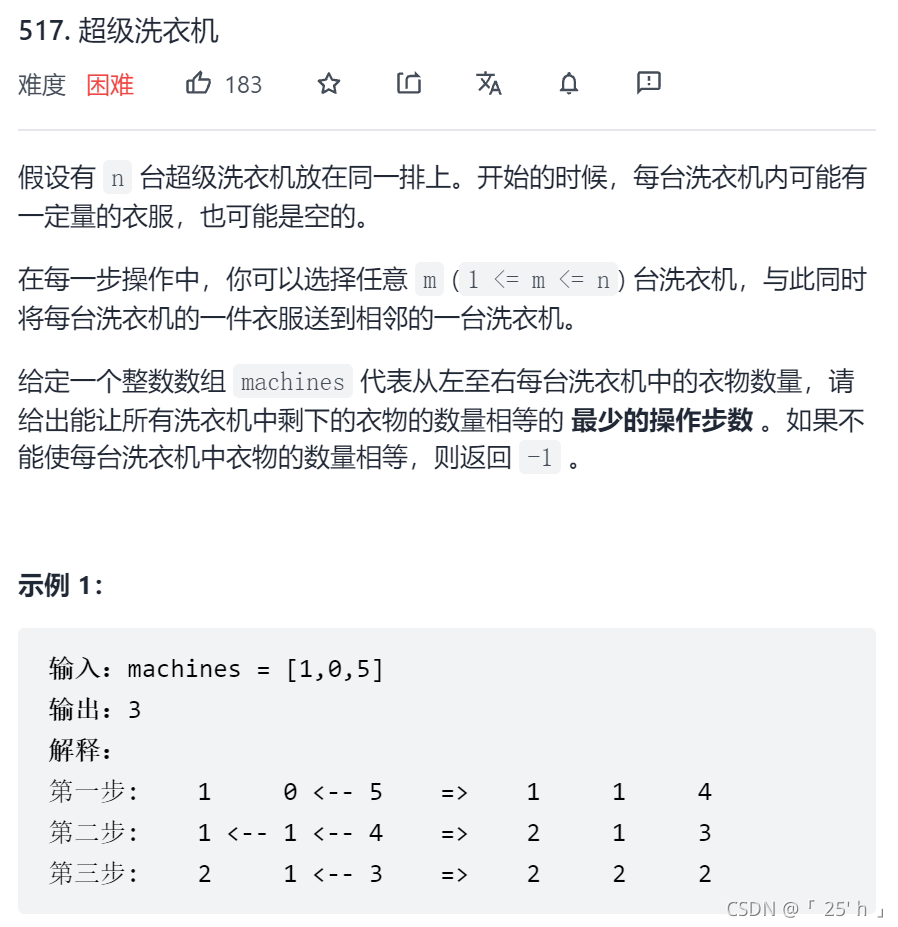 517. 超级洗衣机
难度 困难 183
假设有 n 台超级洗衣机放在同一排上。开始的时候，每台洗衣机内可能有
一定量的衣服，也可能是空的。
在每一步操作中，你可以选择任意 m (1 <= m <= n) 台洗衣机，与此同时
将每台洗衣机的一件衣服送到相邻的一台洗衣机。
给定一个整数数组 machines 代表从左至右每台洗衣机中的衣物数量，请
给出能让所有洗衣机中剩下的衣物的数量相等的 最少的操作步数 。如果不
能使每台洗衣机中衣物的数量相等，则返回 -1 。
示例 1：
输入：machines = [1,0,5]
输出：3
解释：
第一步:    1     0 <-- 5    =>    1     1     4
第二步:    1 <-- 1 <-- 4    =>    2     1     3
第三步:    2     1 <-- 3    =>    2     2     2
CSDN @「 25' h 」